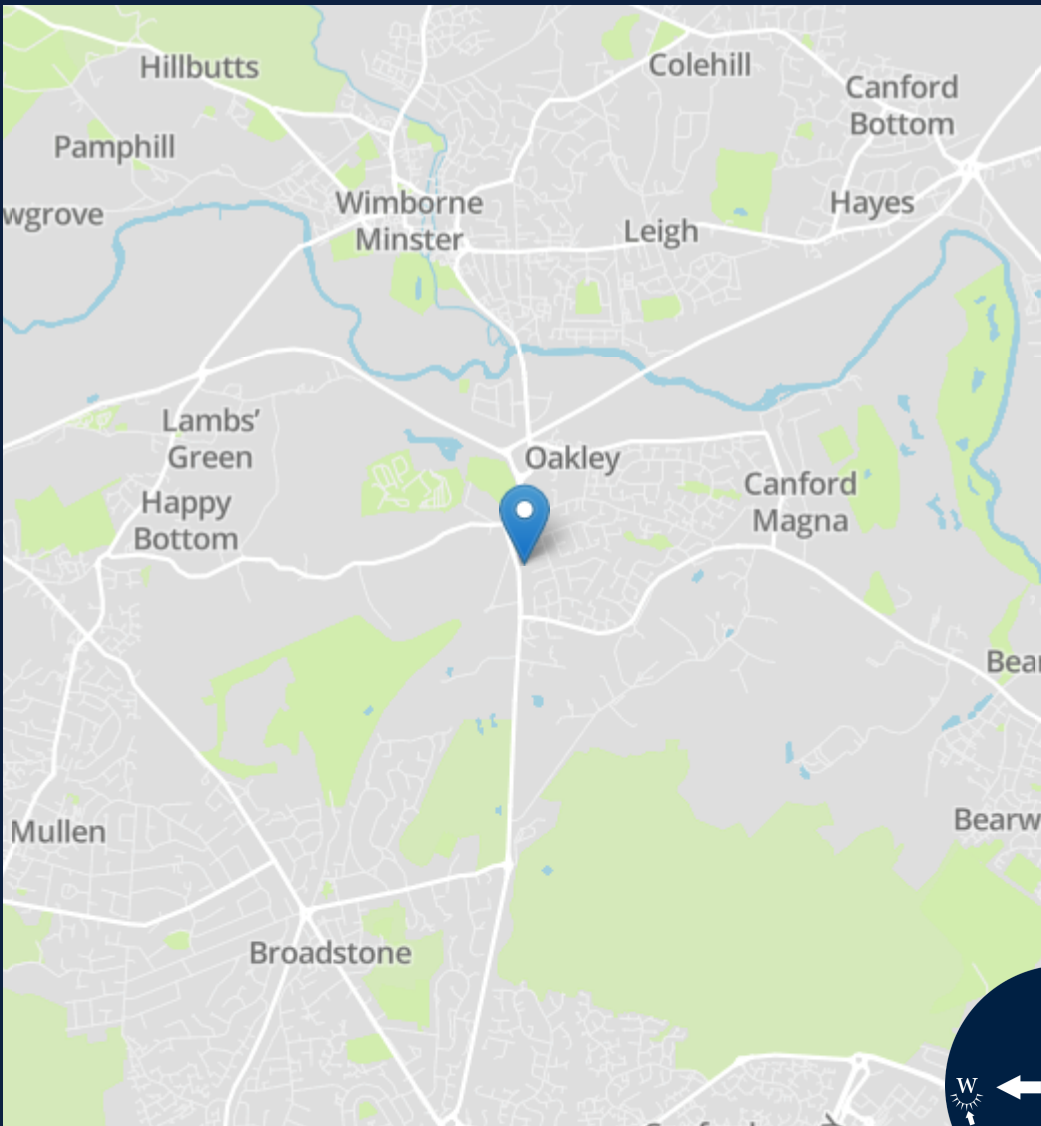 Hillbutts
Colehill
Canford
Bottom
Pamphill
wgrove
Wimborne
Minster
Hayes
Leigh
Lambs’
Green
Oakley
Happy
Bottom
Canford
Magna
Bear
Mullen
Bearw
Broadstone
W